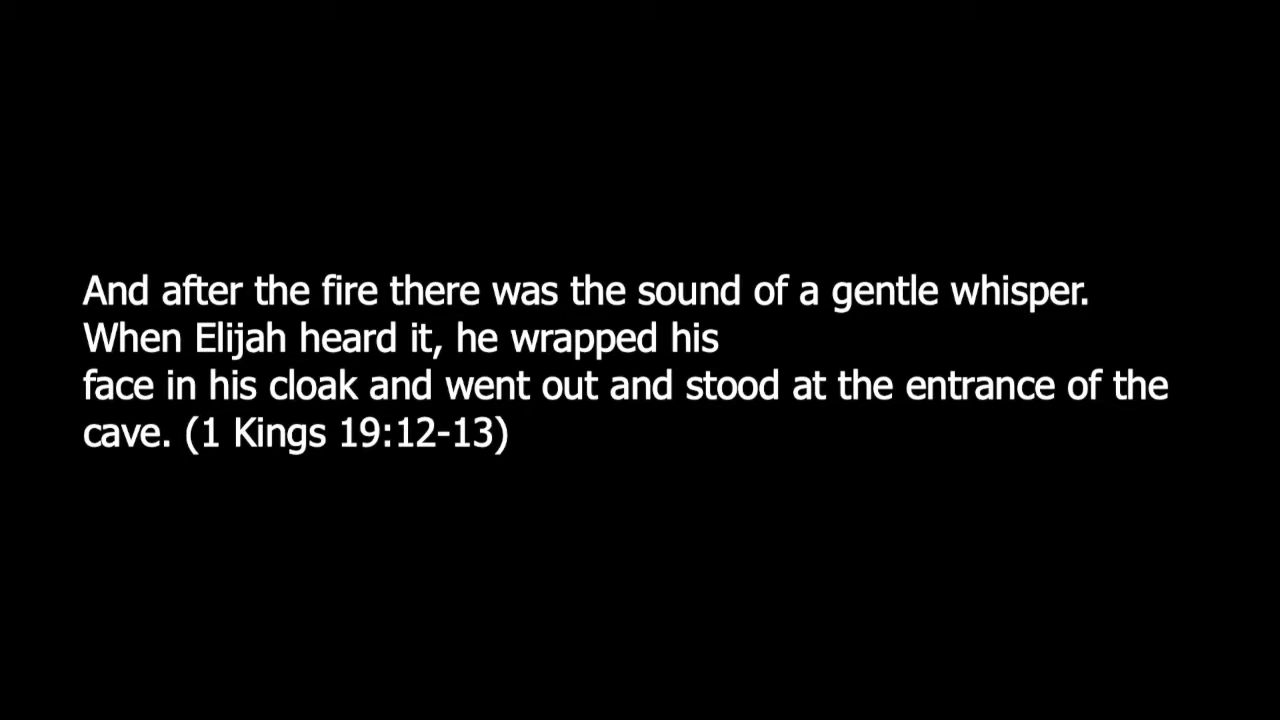 And after the fire there was the sound of a gentle whisper.
When Elijah heard it, he wrapped his
face in his cloak and went out and stood at the entrance of the
cave. (1 Kings 19:12-13)